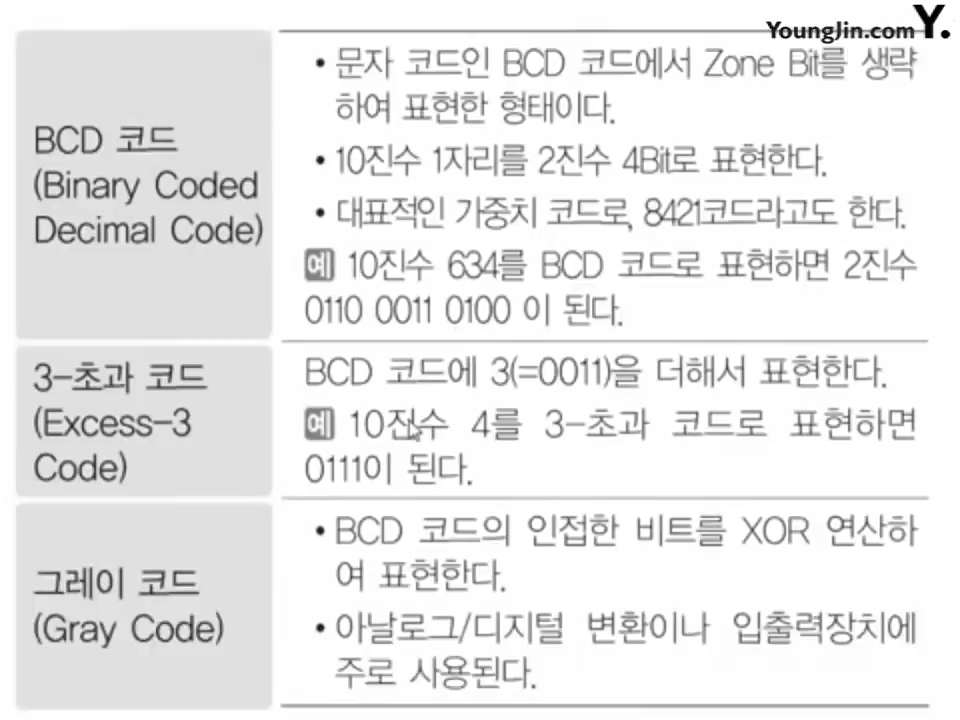 YoungJin.com Y.
BCD 코드
(Binary Coded
Decimal Code)
• 문자 코드인 BCD 코드에서 Zone Bit를 생략
하여 표현한 형태이다.
• 10진수 1자리를 2진수 4Bit로 표현한다.
• 대표적인 가중치 코드로, 8421코드라고도 한다.
예 10진수 634를 BCD 코드로 표현하면 2진수
0110 0011 0100 이 된다.
3-초과 코드
(Excess-3
Code)
BCD 코드에 3(=0011)을 더해서 표현한다.
예 10진수 4를 3-초과 코드로 표현하면
0111이 된다.
그레이 코드
(Gray Code)
• BCD 코드의 인접한 비트를 XOR 연산하
여 표현한다.
• 아날로그/디지털 변환이나 입출력장치에
주로 사용된다.